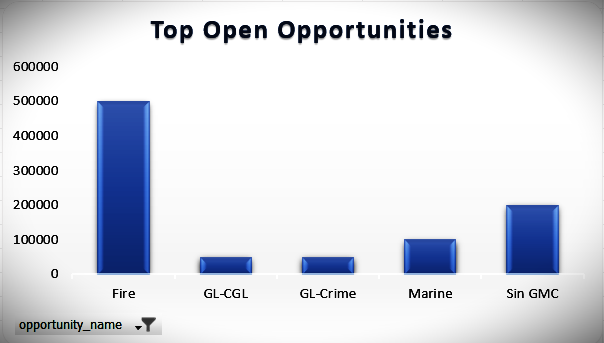 Top Open Opportunities
600000
500000
400000
300000
200000
100000
0
Fire GL-CGL GL-Crime Marine Sin GMC
opportunity_name